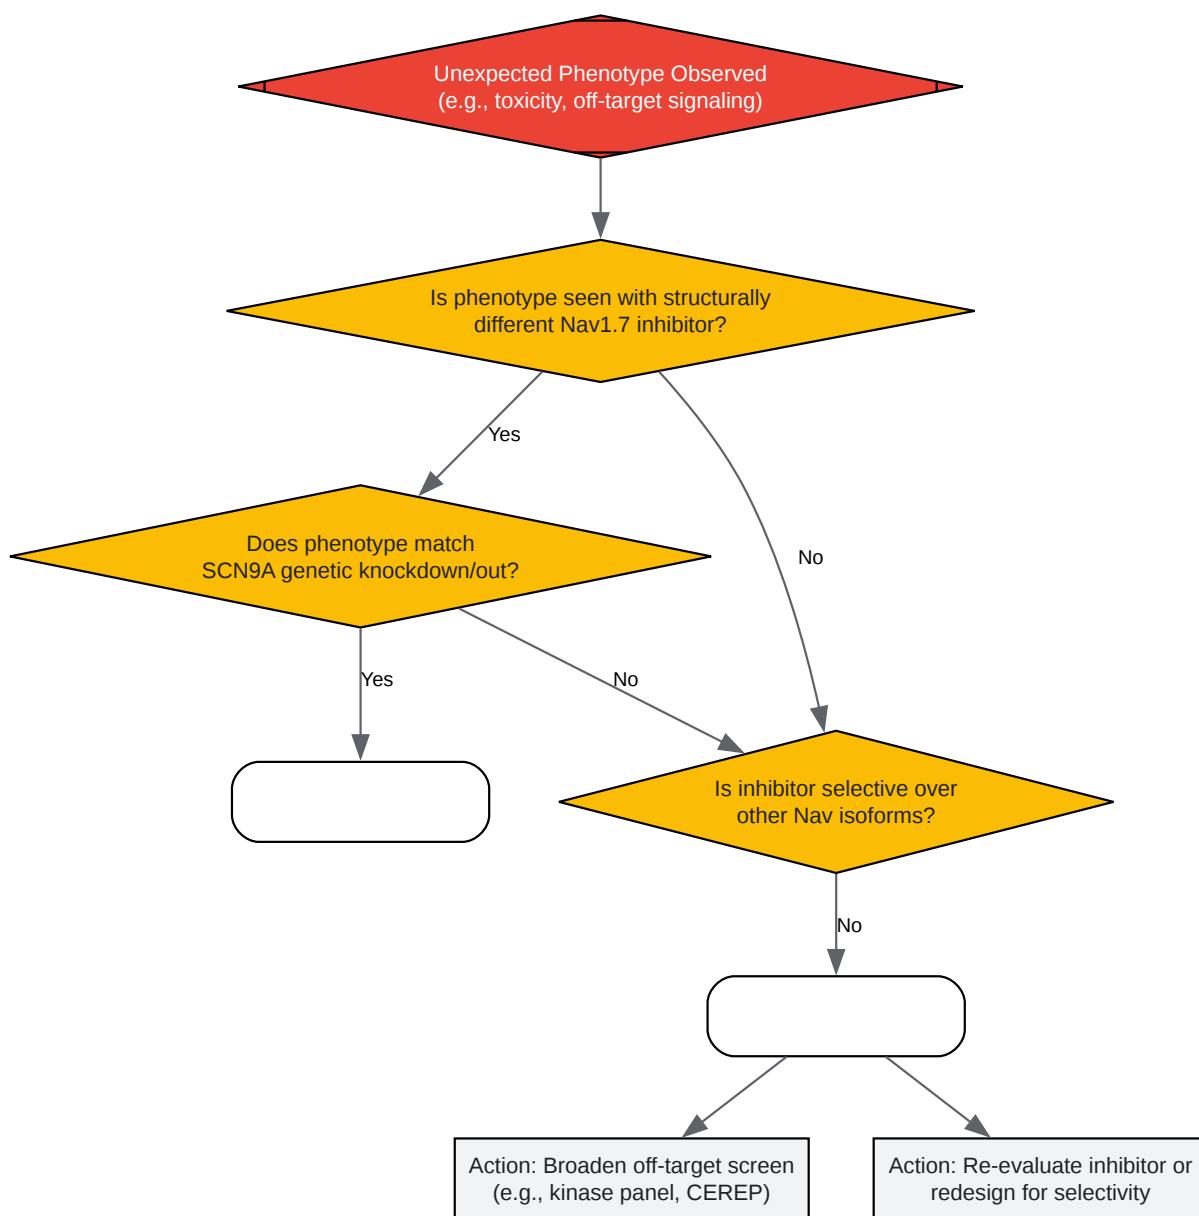 Unexpected Phenotype Observed
(e.g., toxicity, off-target signaling)
Is phenotype seen with structurally
different Nav1.7 inhibitor?
Yes
No
Does phenotype match
SCN9A genetic knockdown/out?
Yes
No
Is inhibitor selective over
other Nav isoforms?
No
Action: Broaden off-target screen
(e.g., kinase panel, CEREP)
Action: Re-evaluate inhibitor or
redesign for selectivity